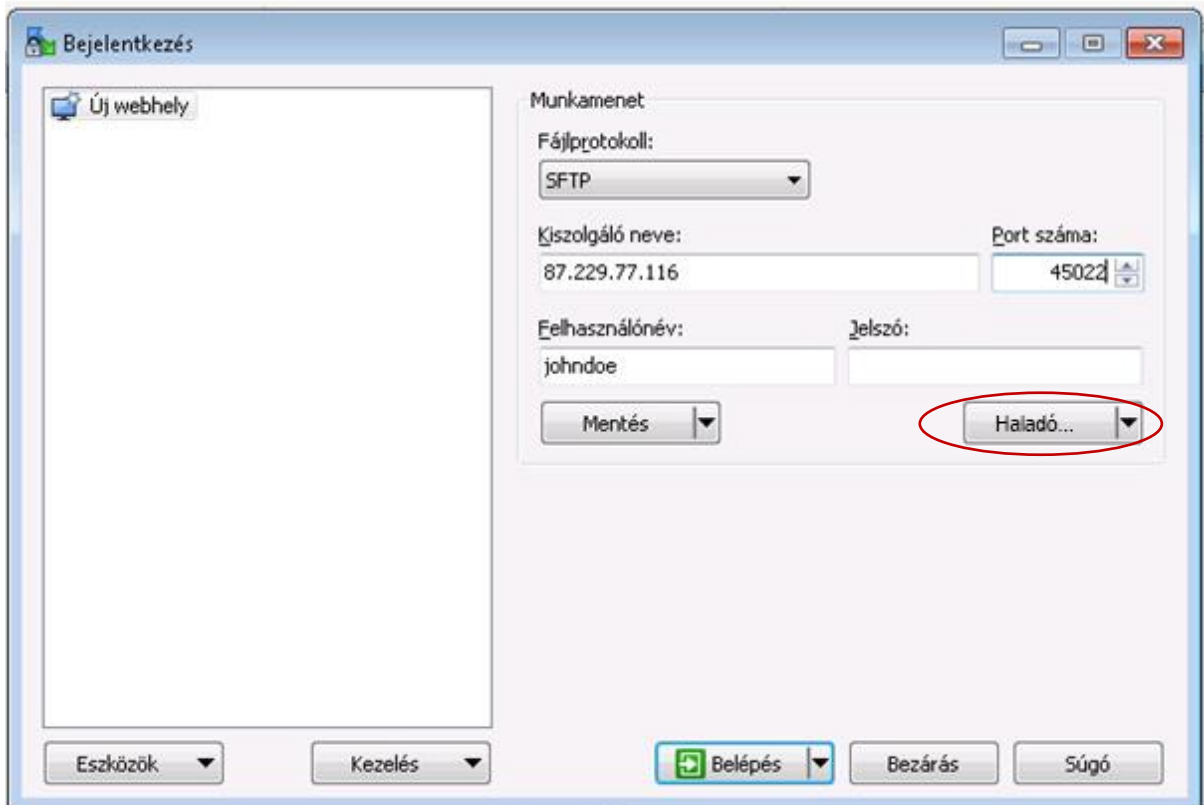 Bejelentkezés
Új webhely
Munkamenet
Fájlprotokoll:
SFTP
Kiszolgáló neve: Port száma:
87.229.77.116 45022
Felhasználónév: Jelszó:
johndoe
Mentés Haladó...
Eszközök Kezelés Belépés Bezárás Súgó